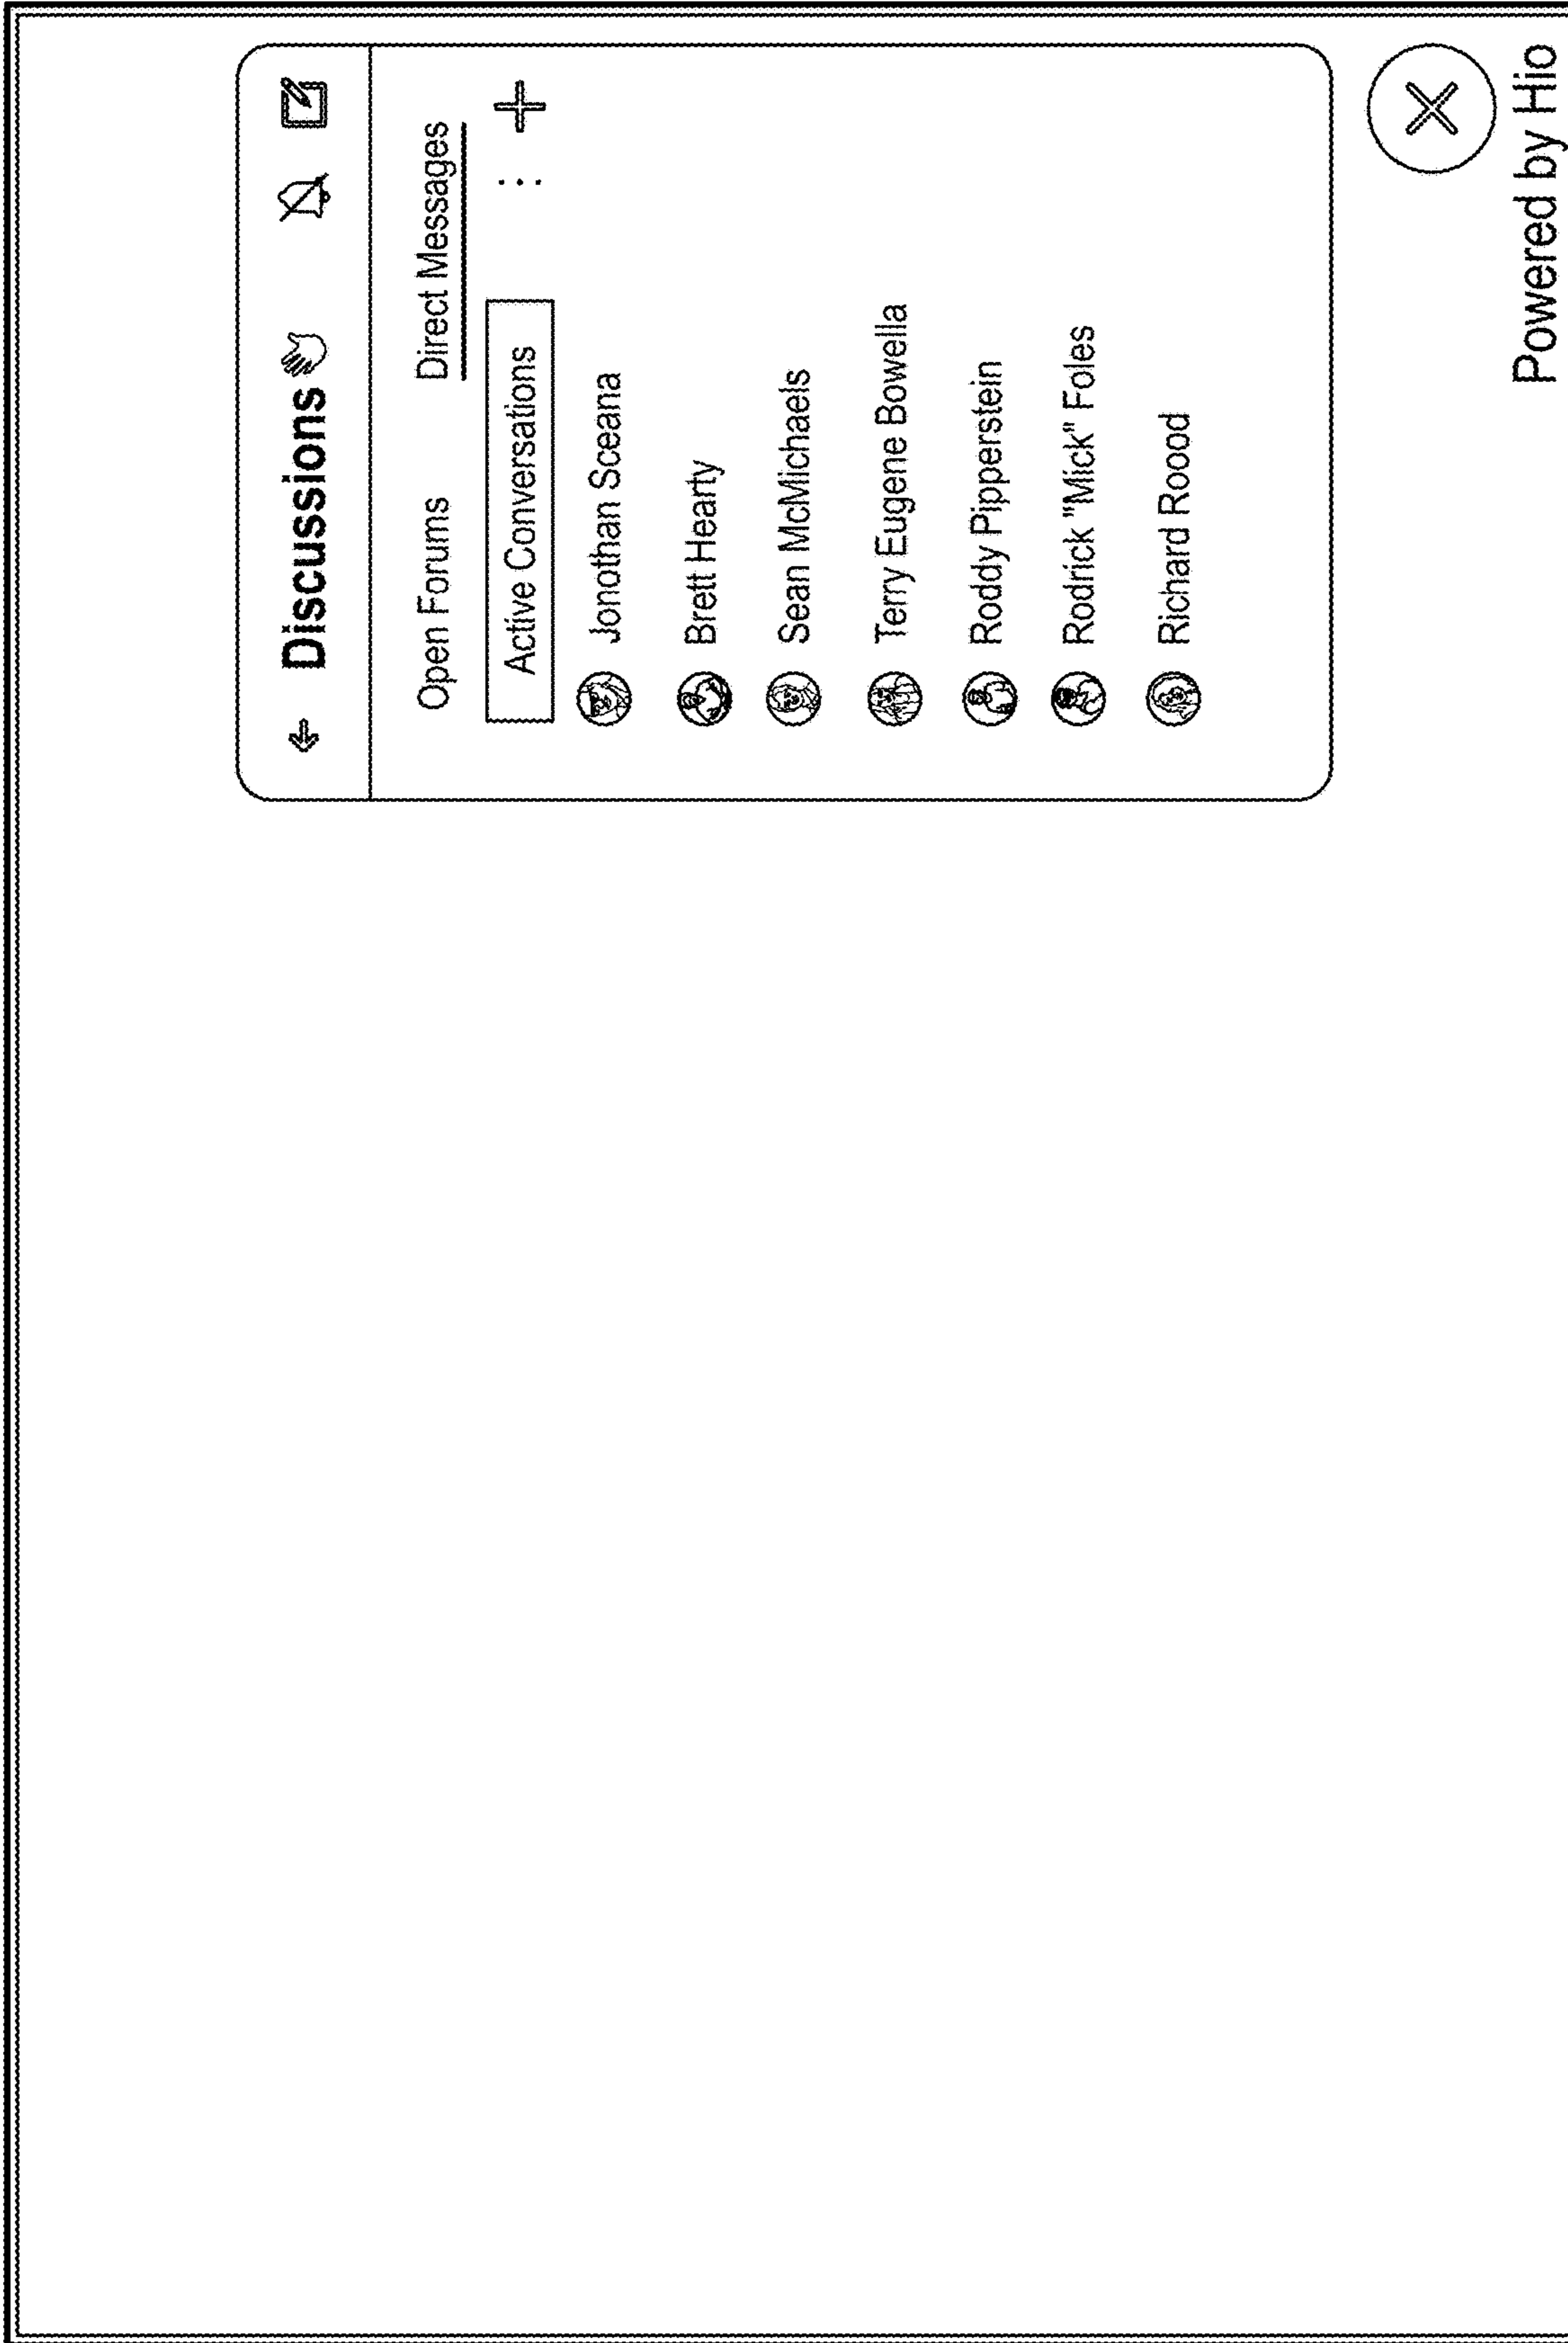 Discussions
Open Forums Direct Messages
Active Conversations
Jonothan Sceana
Brett Hearty
Sean McMichaels
Terry Eugene Bowella
Roddy Pipperstein
Rodrick "Mick" Foles
Richard Roood
Powered by Hio